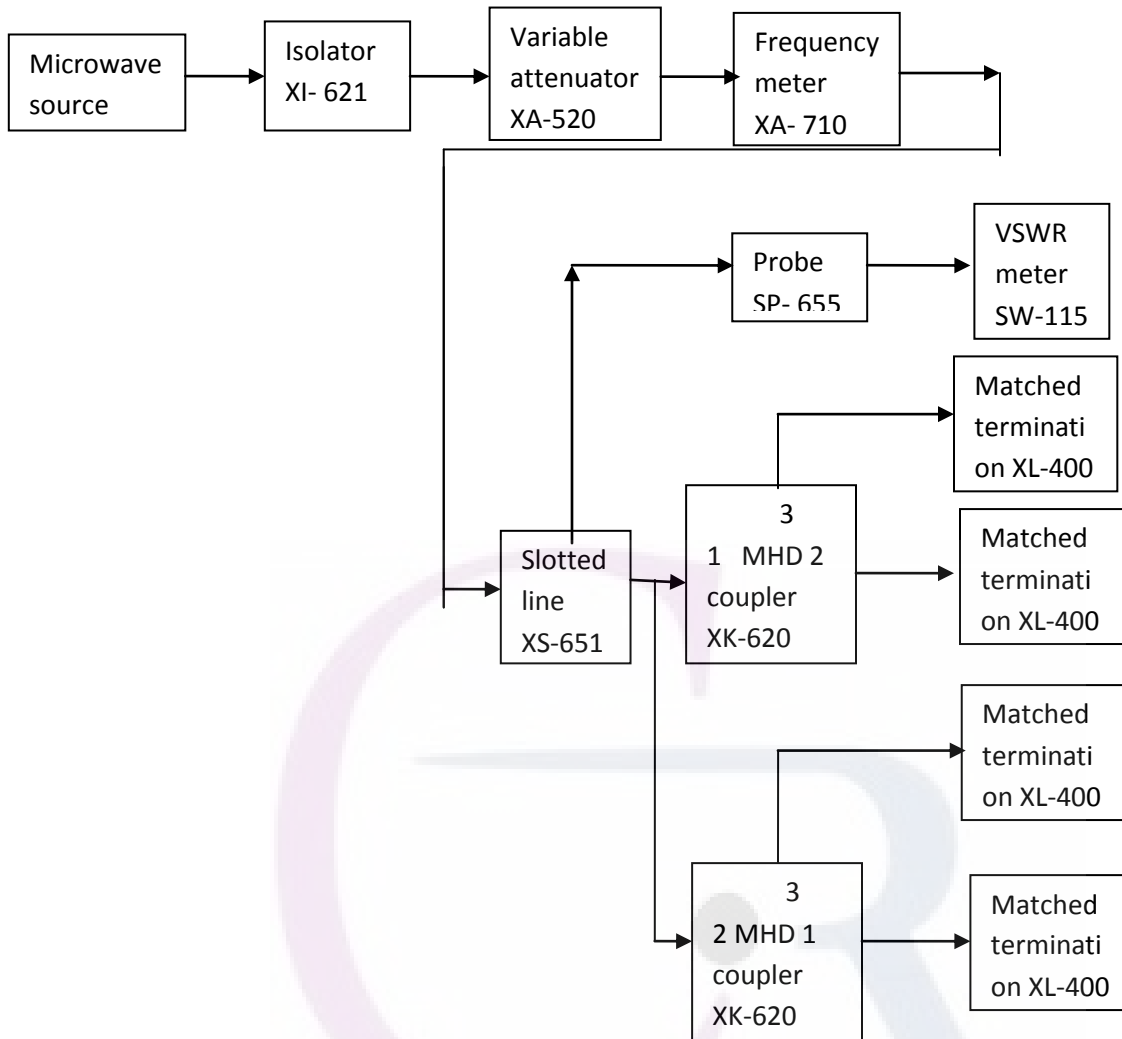 Microwave
source
Isolator
XI- 621
Variable
attenuator
XA-520
Frequency
meter
XA- 710
Probe
SP- 655
VSWR
meter
SW-115
Matched
terminati
on XL-400
Slotted
line
XS-651
3
1 MHD 2
coupler
XK-620
Matched
terminati
on XL-400
Matched
terminati
on XL-400
3
2 MHD 1
coupler
XK-620
Matched
terminati
on XL-400